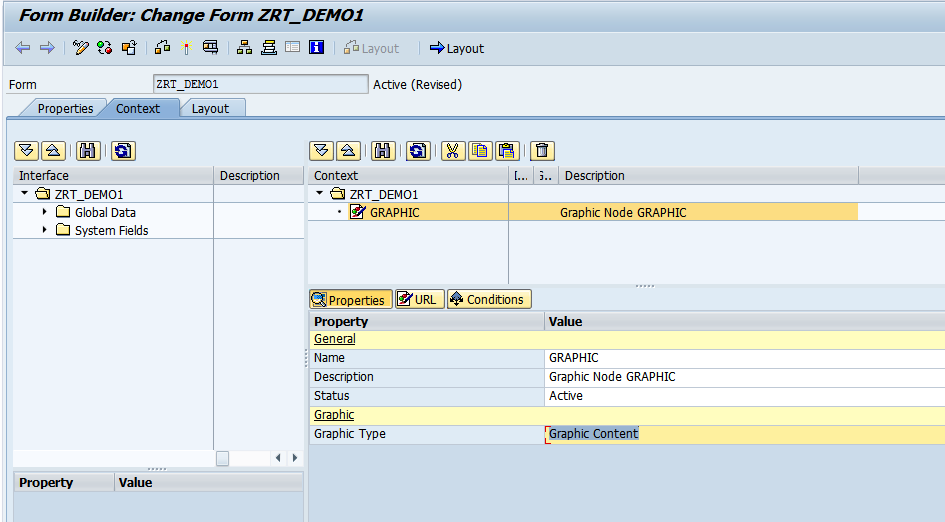 Form Builder: Change Form ZRT_DEMO1
Layout Layout
Form ZRT_DEMO1 Active (Revised)
Properties Context Layout
Interface Description
ZRT_DEMO1
Global Data
System Fields
Context I... G.. Description
ZRT_DEMO1
GRAPHIC Graphic Node GRAPHIC
Properties URL Conditions
Property Value
General
Name GRAPHIC
Description Graphic Node GRAPHIC
Status Active
Graphic
Graphic Type Graphic Content
Property Value